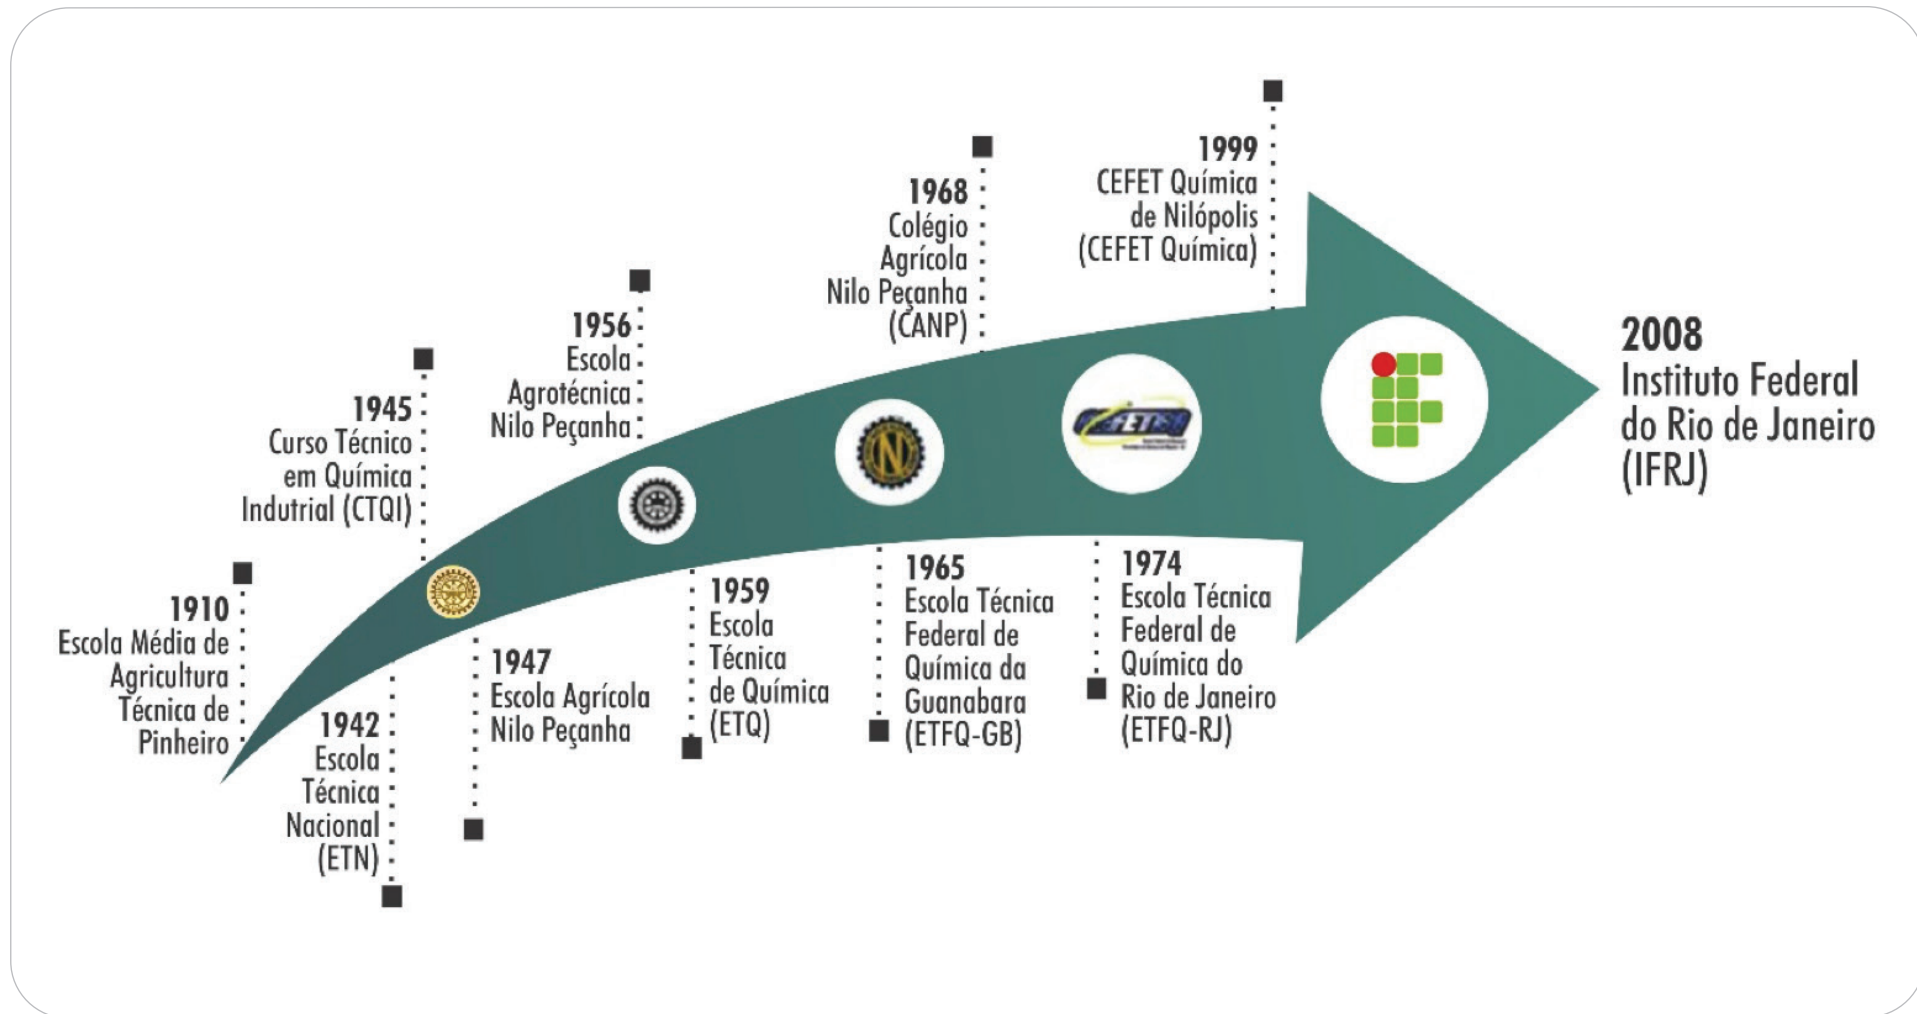 1910
Escola Média de
Agricultura
Técnica de
Pinheiro
1942
Escola
Técnica
Nacional
(ETN)
1945
Curso Técnico
em Química
Indutrial (CTQI)
1947
Escola Agrícola
Nilo Peçanha
1956
Escola
Agrotécnica
Nilo Peçanha
1959
Escola
Técnica
de Química
(ETQ)
1965
Escola Técnica
Federal de
Química da
Guanabara
(ETFQ-GB)
1968
Colégio
Agrícola
Nilo Peçanha
(CANP)
1974
Escola Técnica
Federal de
Química do
Rio de Janeiro
(ETFQ-RJ)
1999
CEFET Química
de Nilópolis
(CEFET Química)
2008
Instituto Federal
do Rio de Janeiro
(IFRJ)
N